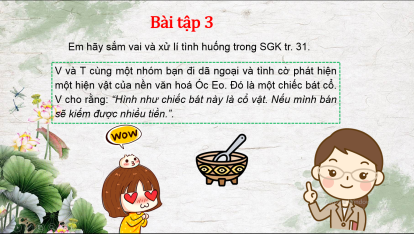 Bài tập 3
Em hãy sắm vai và xử lí tình huống trong SGK tr. 31.
V và T cùng một nhóm bạn đi dã ngoại và tình cờ phát hiện
một hiện vật của nền văn hoá Óc Eo. Đó là một chiếc bát cổ.
V cho rằng: “Hình như chiếc bát này là cổ vật. Nếu mình bán
sẽ kiếm được nhiều tiền.”.
WOW